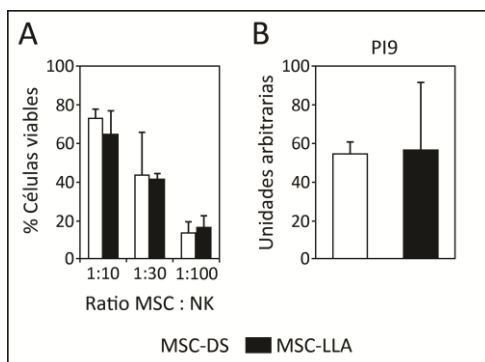 A
% Células viables
100
80
60
40
20
0
1:10 1:30 1:100
Ratio MSC : NK
B
PI9
Unidades arbitrarias
100
80
60
40
20
0
MSC-DS MSC-LLA